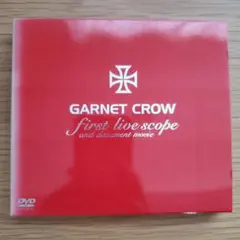 GARNET CROW
first live scope
and document movie
DVD